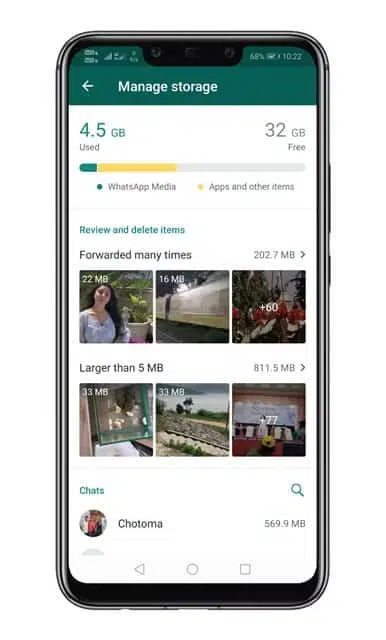 68% 10:22
Manage storage
4.5 GB 32 GB
Used Free
WhatsApp Media Apps and other items
Review and delete items
Forwarded many times 202.7 MB
22 MB 16 MB +60
Larger than 5 MB 811.5 MB
33 MB 33 MB +77
Chats
Chotoma 569.9 MB